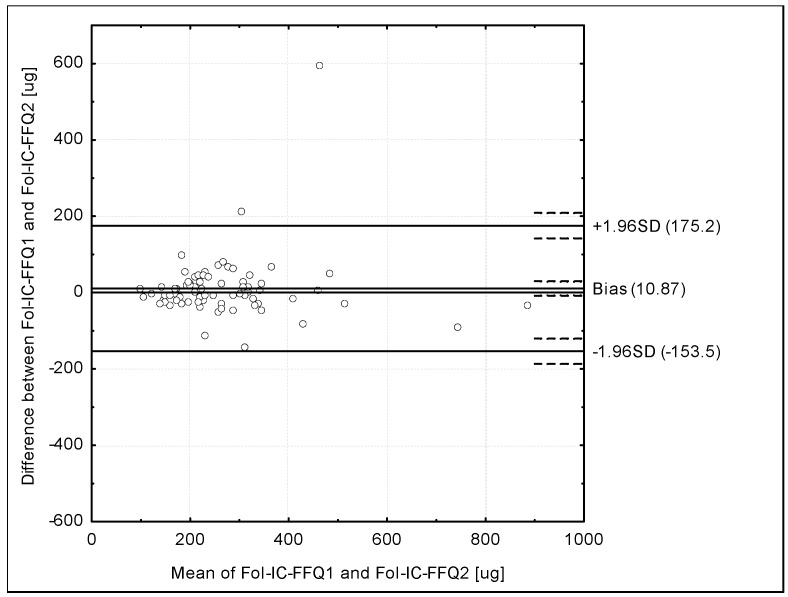 Difference between Fol-IC-FFQ1 and Fol-IC-FFQ2 [ug]
600
400
200
0
-200
-400
-600
+1.96SD (175.2)
Bias (10.87)
-1.96SD (-153.5)
0 200 400 600 800 1000
Mean of Fol-IC-FFQ1 and Fol-IC-FFQ2 [ug]